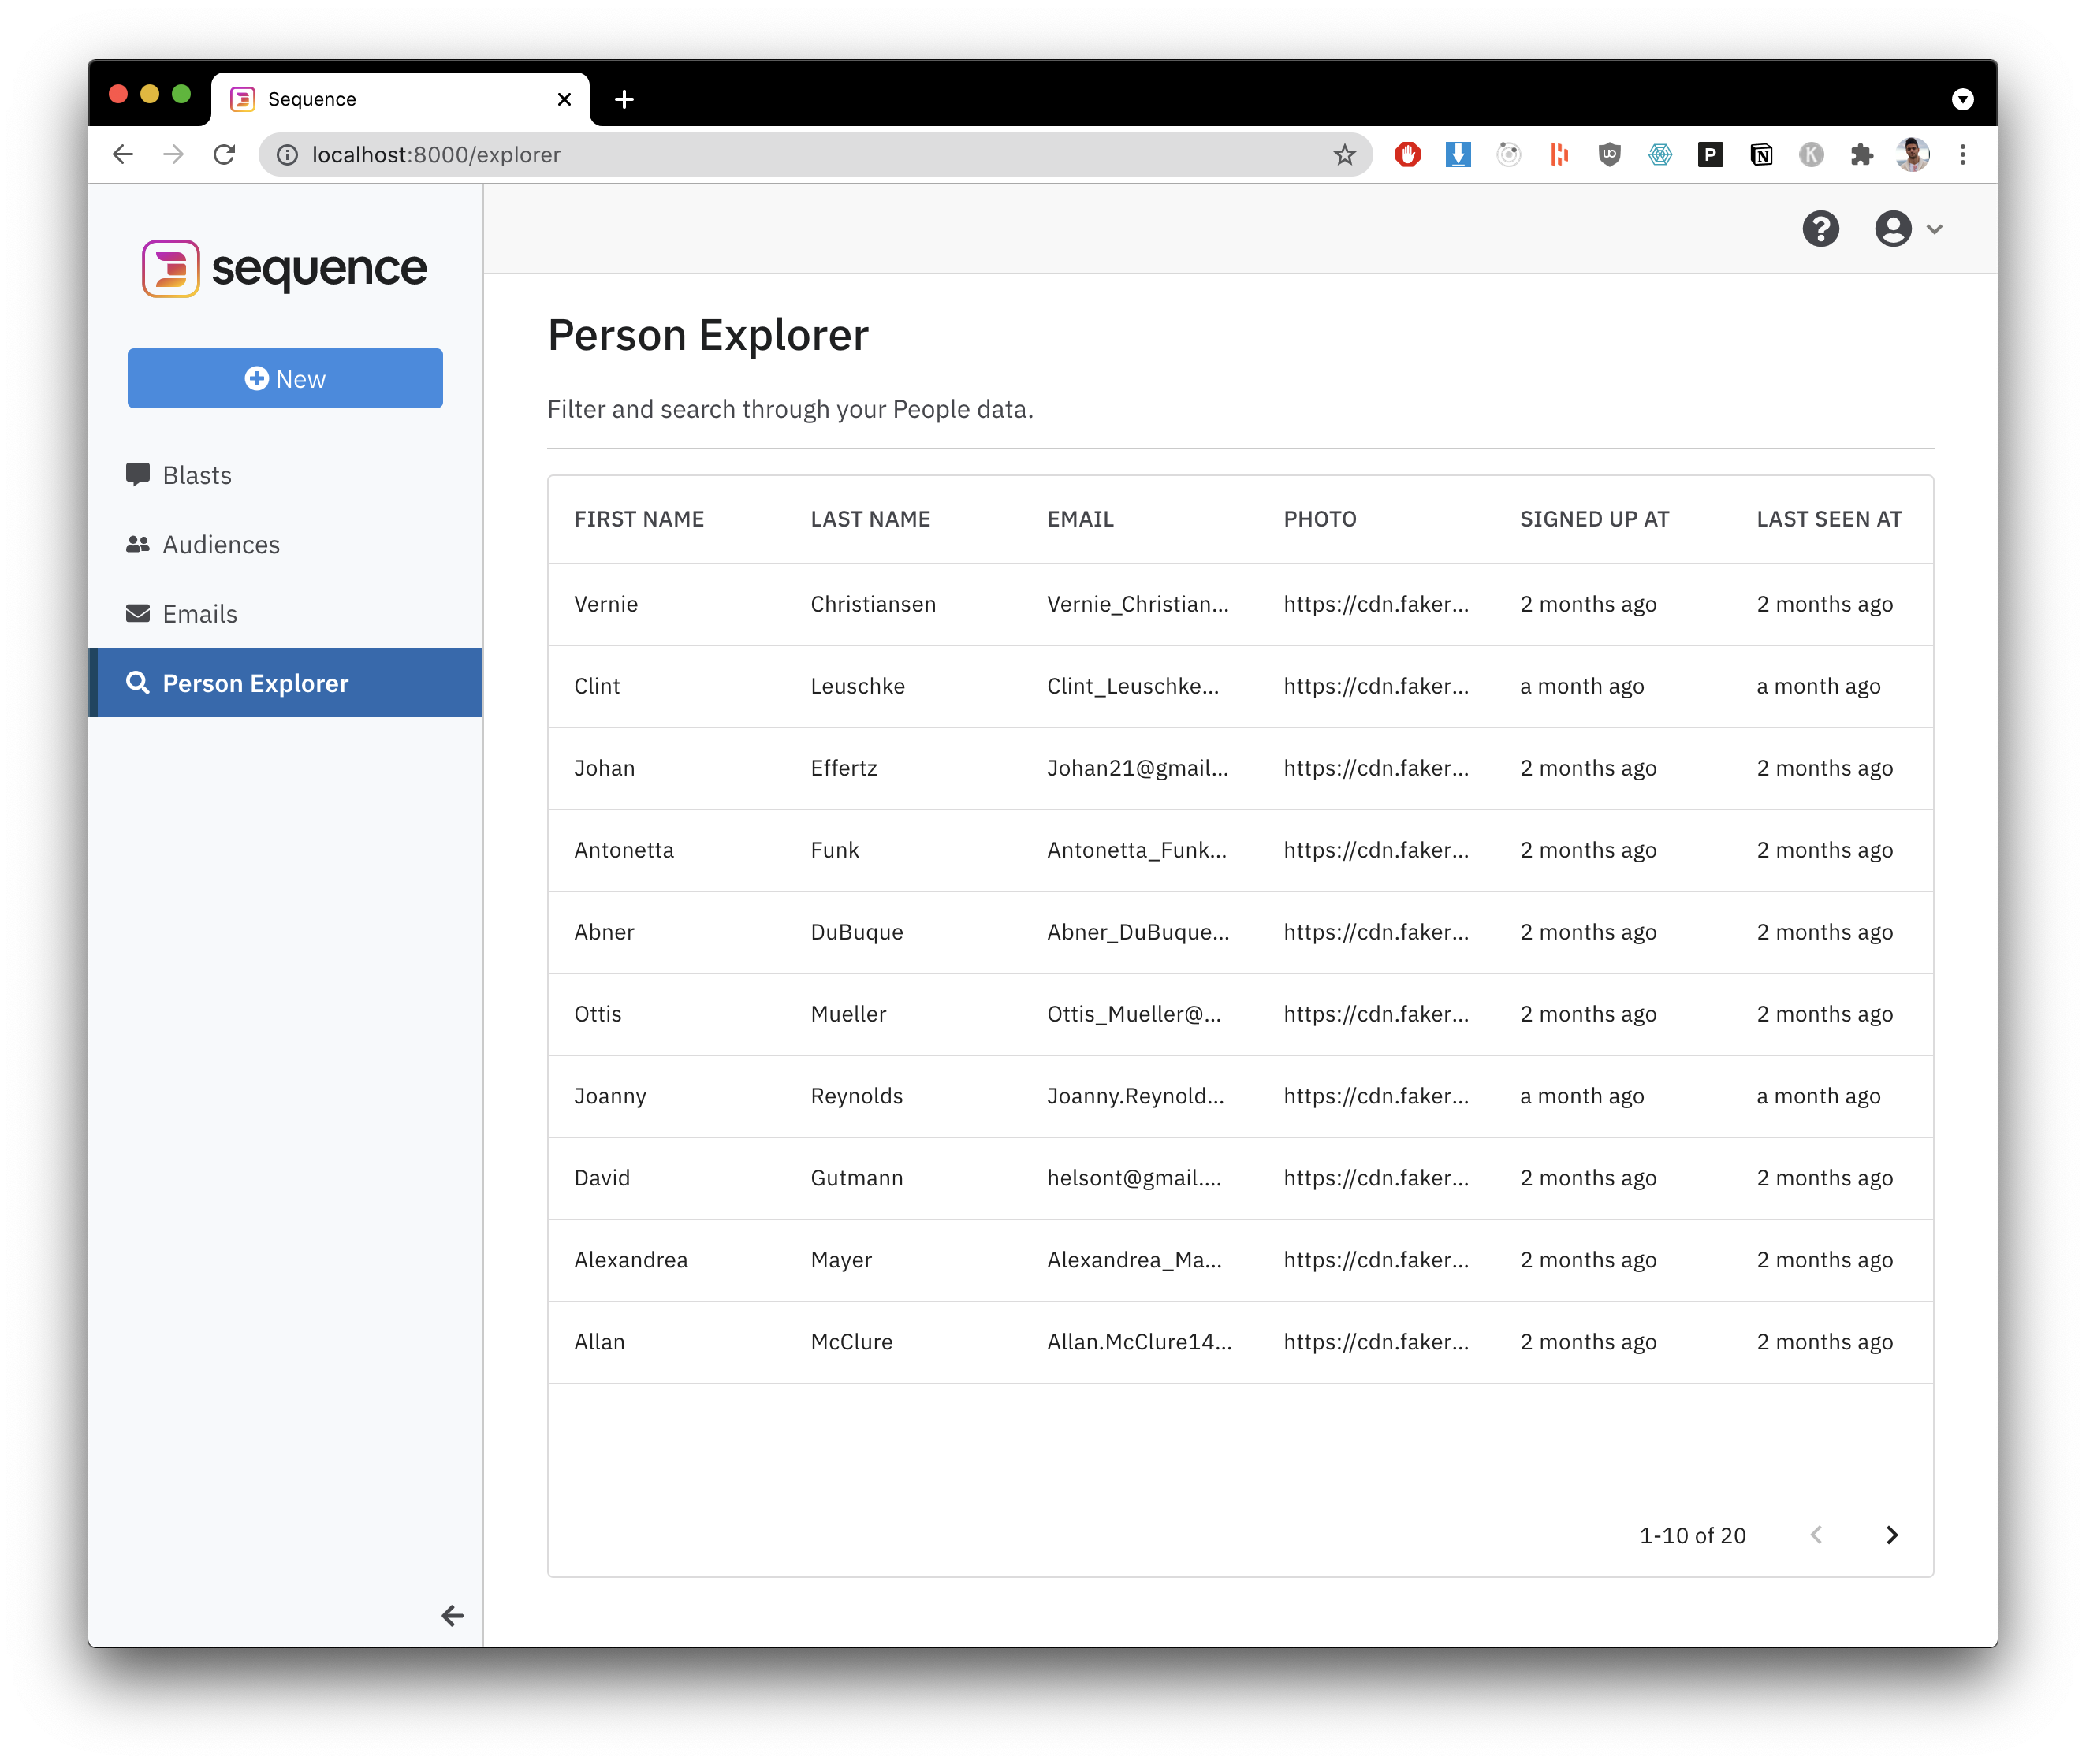 Sequence
localhost:8000/explorer
sequence
New
Blasts
Audiences
Emails
Person Explorer
Person Explorer
Filter and search through your People data.
FIRST NAME LAST NAME EMAIL PHOTO SIGNED UP AT LAST SEEN AT
Vernie Christiansen Vernie_Christian... https://cdn.faker... 2 months ago 2 months ago
Clint Leuschke Clint_Leuschke... https://cdn.faker... a month ago a month ago
Johan Effertz Johan21@gmail... https://cdn.faker... 2 months ago 2 months ago
Antonetta Funk Antonetta_Funk... https://cdn.faker... 2 months ago 2 months ago
Abner DuBuque Abner_DuBuque... https://cdn.faker... 2 months ago 2 months ago
Ottis Mueller Ottis_Mueller@... https://cdn.faker... 2 months ago 2 months ago
Joanny Reynolds Joanny.Reynold... https://cdn.faker... a month ago a month ago
David Gutmann helsont@gmail.... https://cdn.faker... 2 months ago 2 months ago
Alexandrea Mayer Alexandrea_Ma... https://cdn.faker... 2 months ago 2 months ago
Allan McClure Allan.McClure14... https://cdn.faker... 2 months ago 2 months ago
1-10 of 20